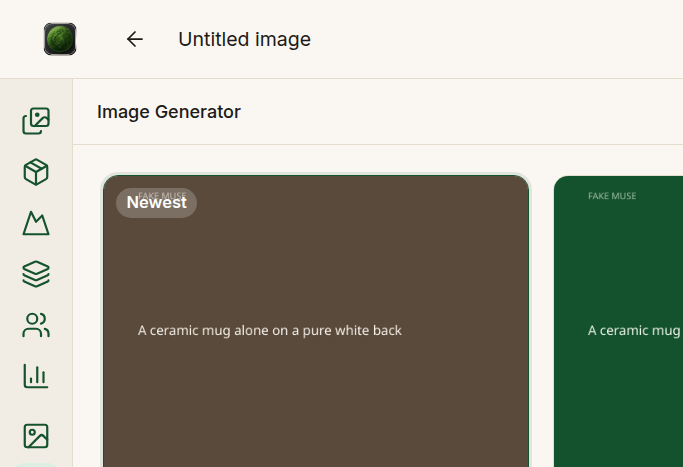 Untitled image
Image Generator
FAKE MUSE
Newest
FAKE MUSE
A ceramic mug alone on a pure white back
A ceramic mug